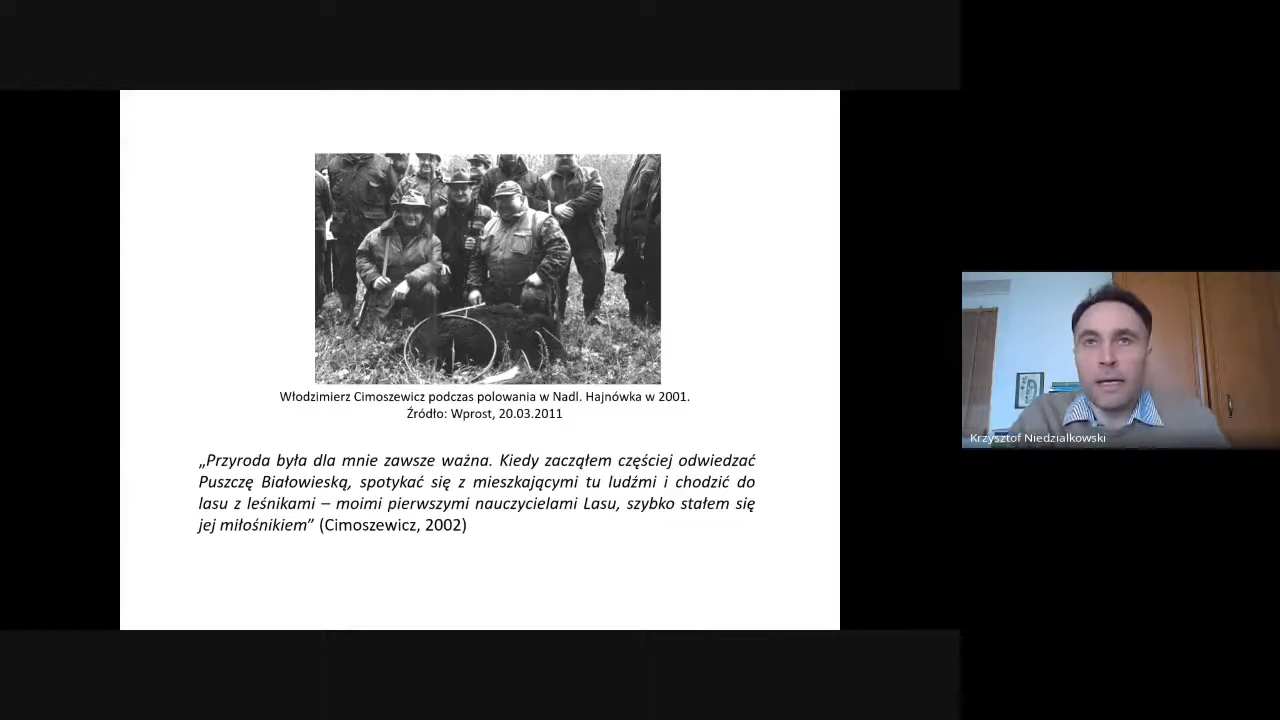 Włodzimierz Cimoszewicz podczas polowania w Nadl. Hajnówka w 2001.
Źródło: Wprost, 20.03.2011
„Przyroda była dla mnie zawsze ważna. Kiedy zacząłem częściej odwiedzać
Puszczę Białowieską, spotykać się z mieszkającymi tu ludźmi i chodzić do
lasu z leśnikami – moimi pierwszymi nauczycielami Lasu, szybko stałem się
jej miłośnikiem” (Cimoszewicz, 2002)
Krzysztof Niedzialkowski